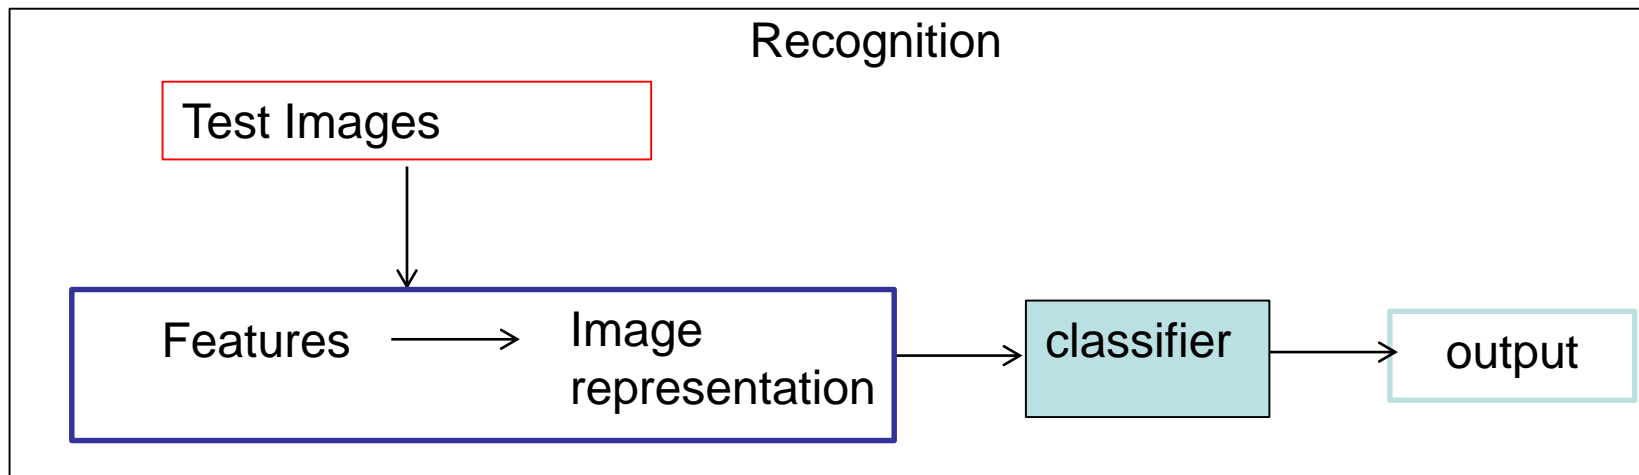 Recognition
Test Images
Features
Image
representation
classifier
output